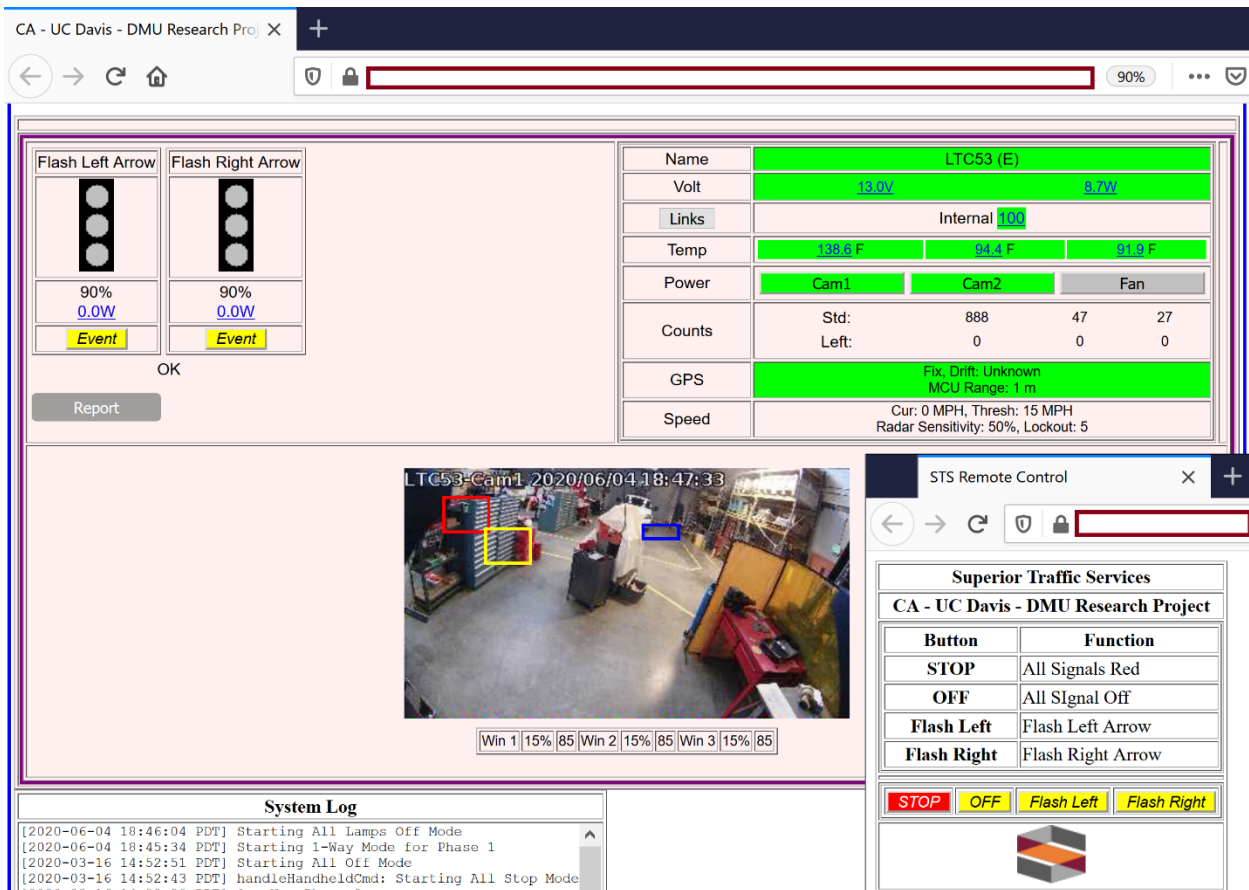 CA - UC Davis - DMU Research Proj
90%
Flash Left Arrow Flash Right Arrow
90% 90%
0.0W 0.0W
Event Event
OK
Report
Name LTC53 (E)
Volt 13.0V 8.7W
Links Internal 100
Temp 138.6 F 94.4 F 91.9 F
Power Cam1 Cam2 Fan
Counts
Std: 888 47 27
Left: 0 0 0
GPS
Fix, Drift: Unknown
MCU Range: 1 m
Speed
Cur: 0 MPH, Thresh: 15 MPH
Radar Sensitivity: 50%, Lockout: 5
LTC53-Cam1 2020/06/04 18:47:33
Win 1 15% 85 Win 2 15% 85 Win 3 15% 85
System Log
[2020-06-04 18:46:04 PDT] Starting All Lamps Off Mode
[2020-06-04 18:45:34 PDT] Starting 1-Way Mode for Phase 1
[2020-03-16 14:52:51 PDT] Starting All Off Mode
[2020-03-16 14:52:43 PDT] handleHandheldCmd: Starting All Stop Mode
STS Remote Control
Superior Traffic Services
CA - UC Davis - DMU Research Project
Button Function
STOP All Signals Red
OFF All SIgnal Off
Flash Left Flash Left Arrow
Flash Right Flash Right Arrow
STOP OFF Flash Left Flash Right